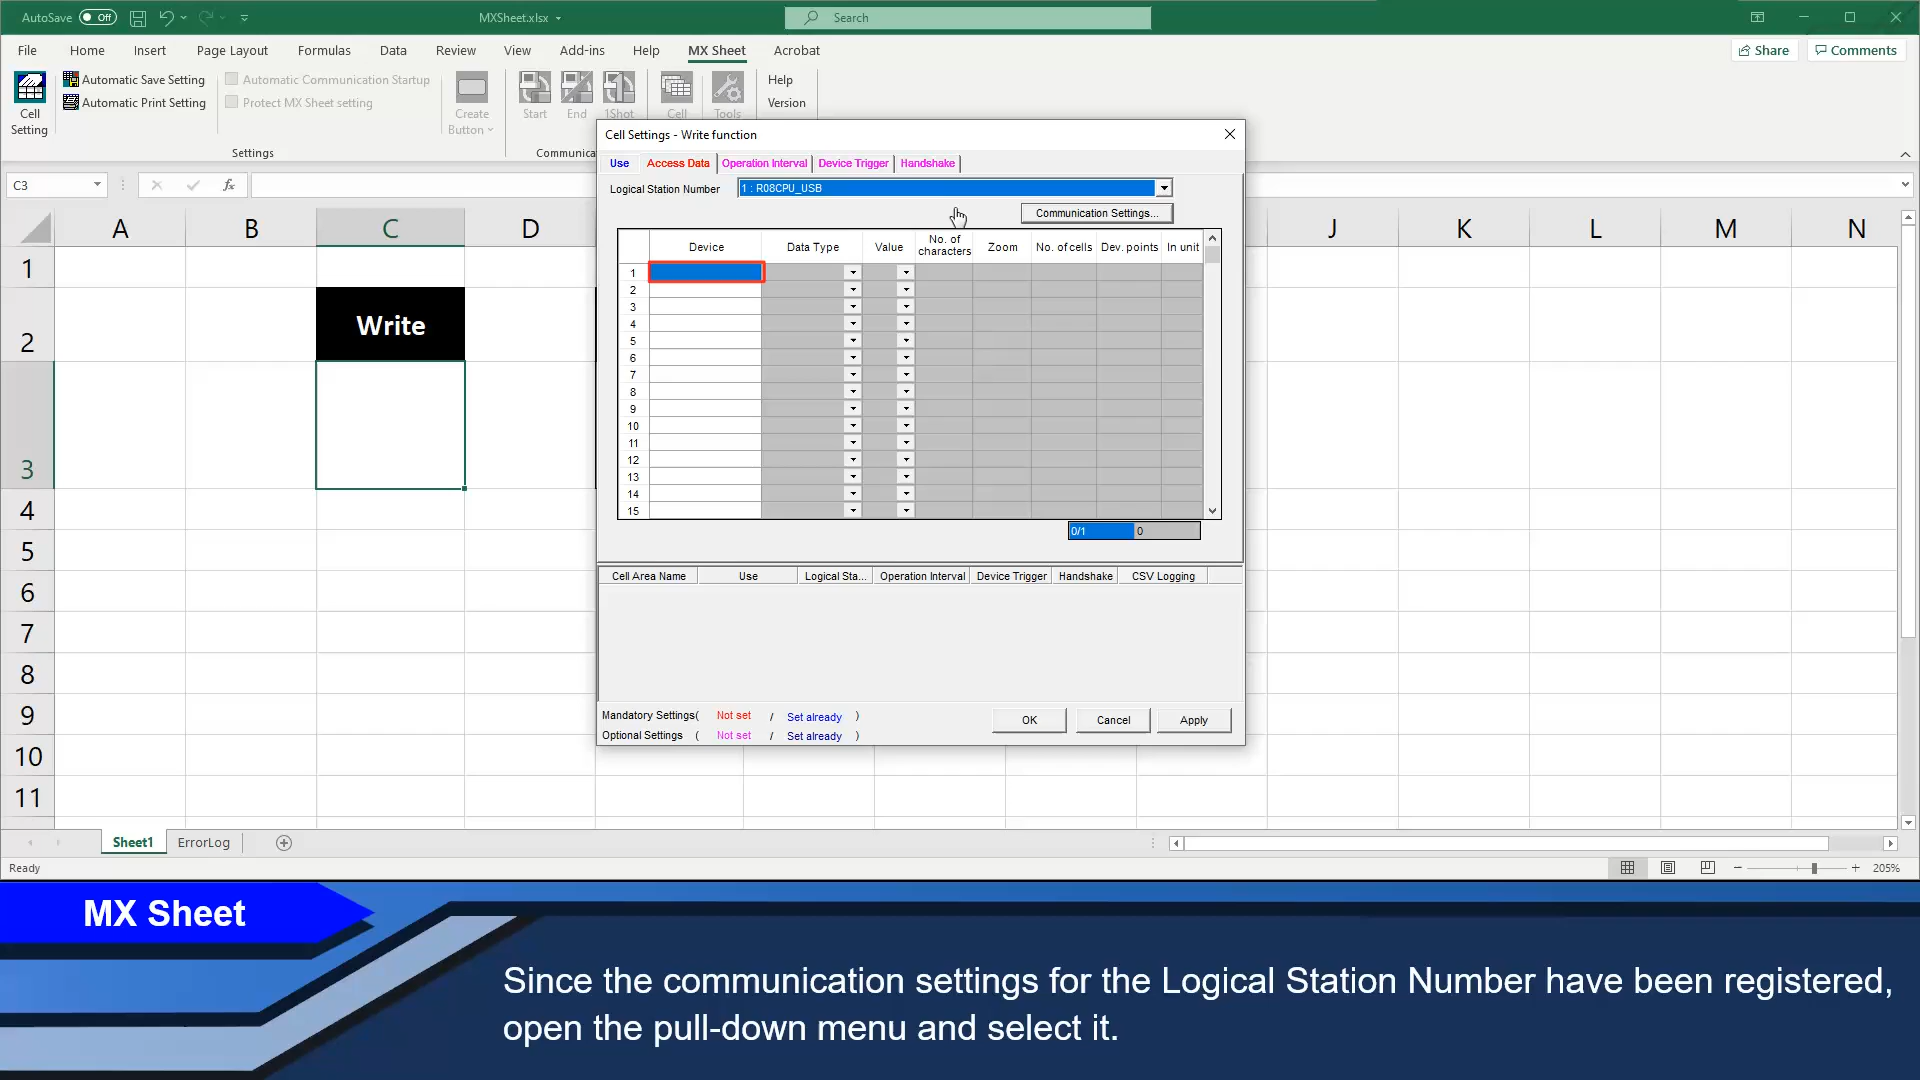 AutoSave Off MXSheet.xlsx Search
File Home Insert Page Layout Formulas Data Review View Add-ins Help MX Sheet Acrobat Share Comments
Cell Setting
Automatic Save Setting
Automatic Print Setting
Automatic Communication Startup
Protect MX Sheet setting
Create Button
Start End 1Shot
Cell Tools
Help
Version
Settings Communica
C3 fx
Cell Settings - Write function
Use Access Data Operation Interval Device Trigger Handshake
Logical Station Number 1 : R08CPU_USB
Communication Settings...
Device Data Type Value No. of characters Zoom No. of cells Dev. points In unit
1
2
3
4
5
6
7
8
9
10
11
12
13
14
15
0/1 0
Cell Area Name Use Logical Sta... Operation Interval Device Trigger Handshake CSV Logging
Mandatory Settings( Not set / Set already )
Optional Settings ( Not set / Set already )
OK Cancel Apply
A B C D J K L M N
1
2 Write
3
4
5
6
7
8
9
10
11
Sheet1 ErrorLog
Ready 205%
MX Sheet
Since the communication settings for the Logical Station Number have been registered,
open the pull-down menu and select it.